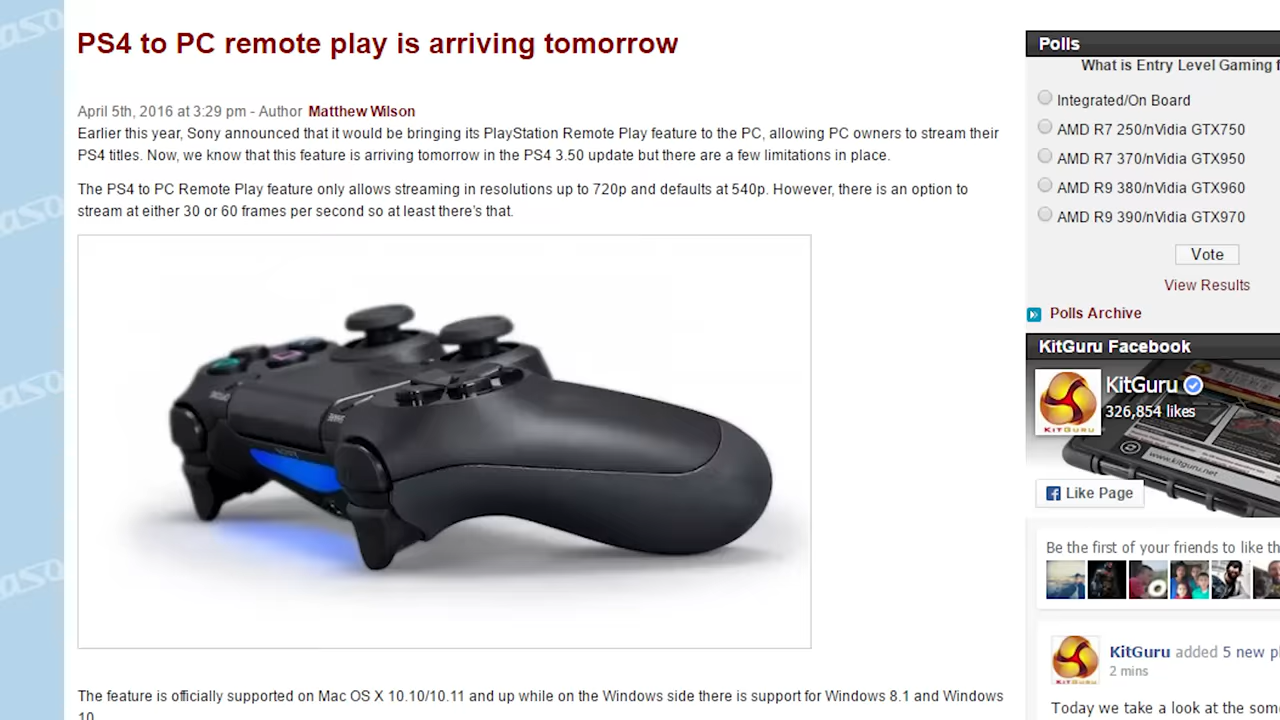 PS4 to PC remote play is arriving tomorrow
April 5th, 2016 at 3:29 pm - Author Matthew Wilson
Earlier this year, Sony announced that it would be bringing its PlayStation Remote Play feature to the PC, allowing PC owners to stream their
PS4 titles. Now, we know that this feature is arriving tomorrow in the PS4 3.50 update but there are a few limitations in place.
The PS4 to PC Remote Play feature only allows streaming in resolutions up to 720p and defaults at 540p. However, there is an option to
stream at either 30 or 60 frames per second so at least there's that.
The feature is officially supported on Mac OS X 10.10/10.11 and up while on the Windows side there is support for Windows 8.1 and Windows
10.
Polls
What is Entry Level Gaming
Integrated/On Board
AMD R7 250/nVidia GTX750
AMD R7 370/nVidia GTX950
AMD R9 380/nVidia GTX960
AMD R9 390/nVidia GTX970
Vote
View Results
Polls Archive
KitGuru Facebook
KitGuru
326,854 likes
KITGURU
www.kitguru.net
Like Page
Be the first of your friends to like
KitGuru added 5 new
2 mins
KITGURU
Today we take a look at the